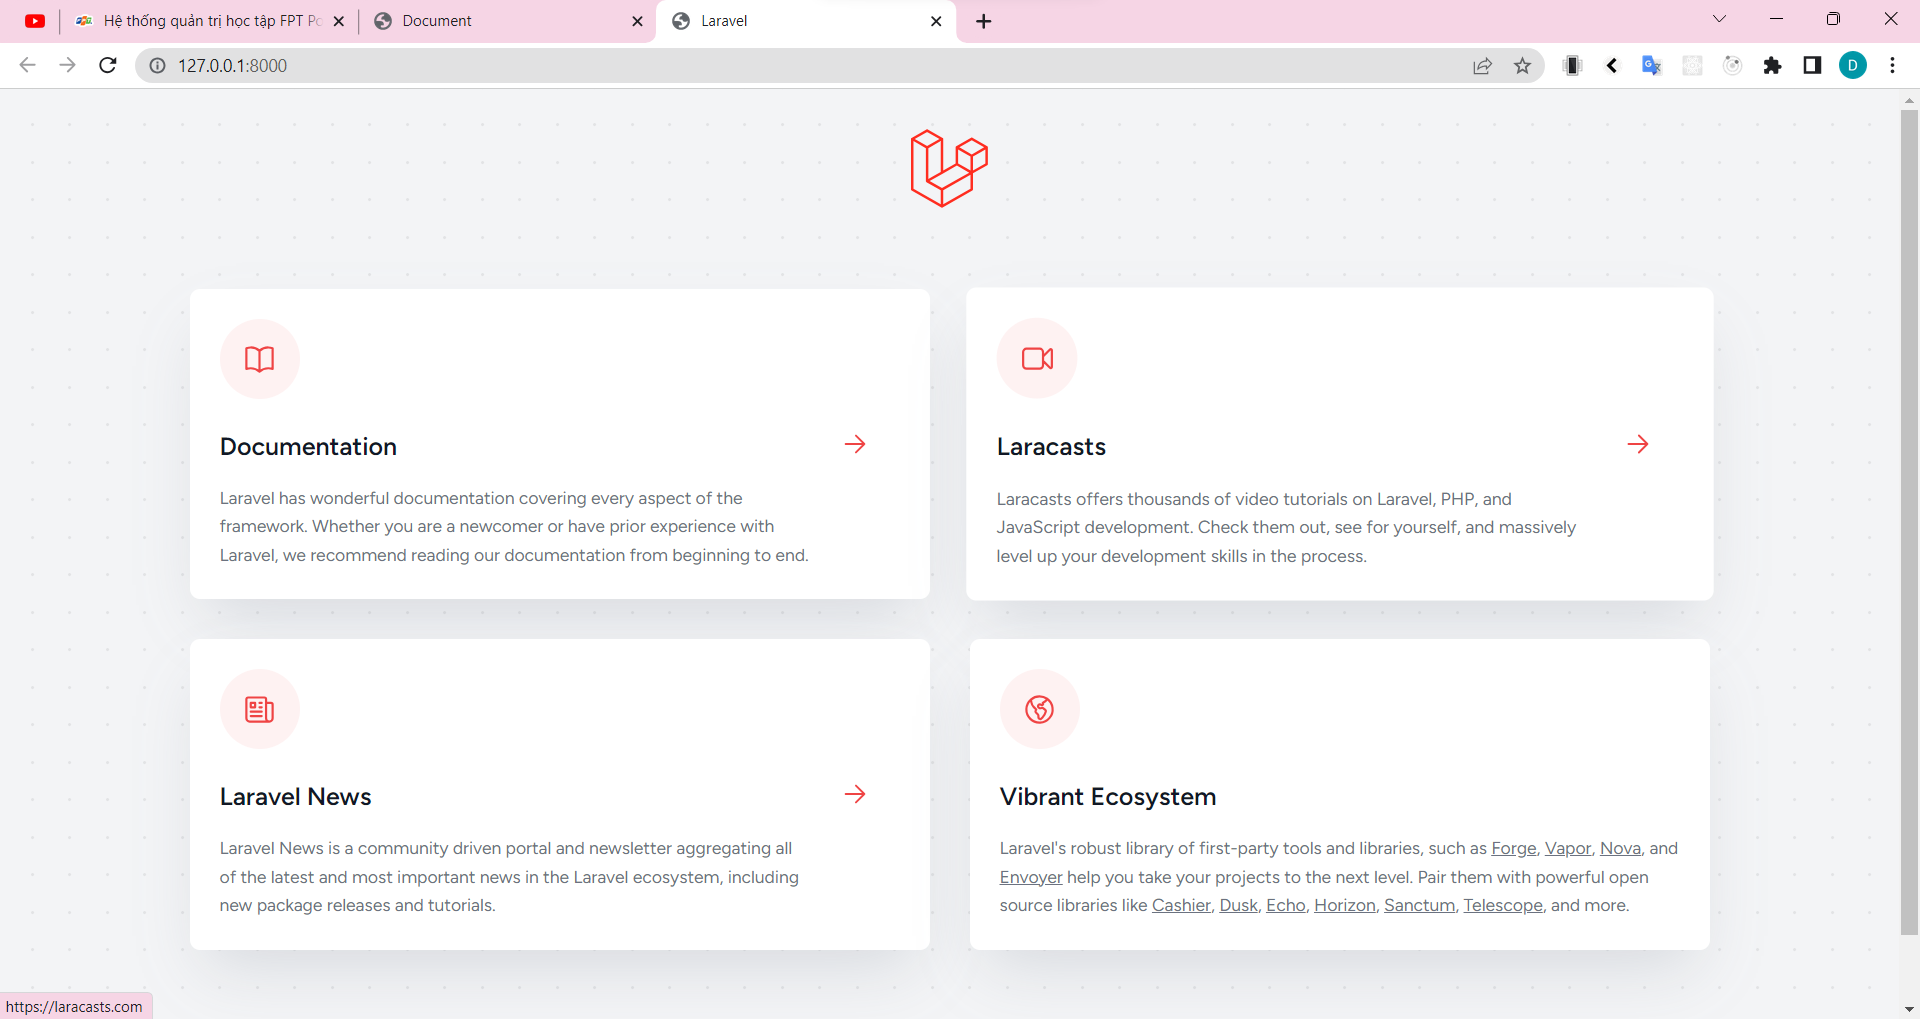 Hệ thống quản trị học tập FPT Po
Document
Laravel
127.0.0.1:8000
D
Documentation
Laravel has wonderful documentation covering every aspect of the
framework. Whether you are a newcomer or have prior experience with
Laravel, we recommend reading our documentation from beginning to end.
Laracasts
Laracasts offers thousands of video tutorials on Laravel, PHP, and
JavaScript development. Check them out, see for yourself, and massively
level up your development skills in the process.
Laravel News
Laravel News is a community driven portal and newsletter aggregating all
of the latest and most important news in the Laravel ecosystem, including
new package releases and tutorials.
Vibrant Ecosystem
Laravel's robust library of first-party tools and libraries, such as Forge, Vapor, Nova, and
Envoyer help you take your projects to the next level. Pair them with powerful open
source libraries like Cashier, Dusk, Echo, Horizon, Sanctum, Telescope, and more.
https://laracasts.com